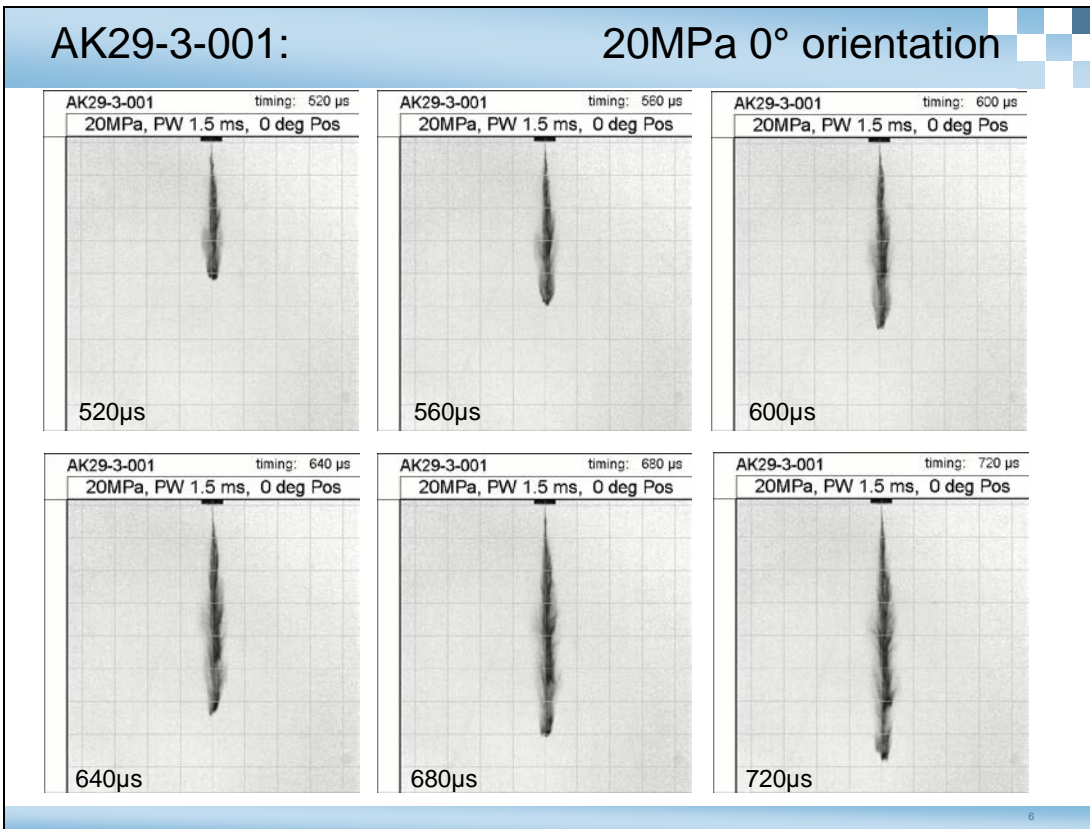 AK29-3-001: 20MPa 0° orientation
AK29-3-001 timing: 520 µs
20MPa, PW 1.5 ms, 0 deg Pos
520µs
AK29-3-001 timing: 560 µs
20MPa, PW 1.5 ms, 0 deg Pos
560µs
AK29-3-001 timing: 600 µs
20MPa, PW 1.5 ms, 0 deg Pos
600µs
AK29-3-001 timing: 640 µs
20MPa, PW 1.5 ms, 0 deg Pos
640µs
AK29-3-001 timing: 680 µs
20MPa, PW 1.5 ms, 0 deg Pos
680µs
AK29-3-001 timing: 720 µs
20MPa, PW 1.5 ms, 0 deg Pos
720µs
6